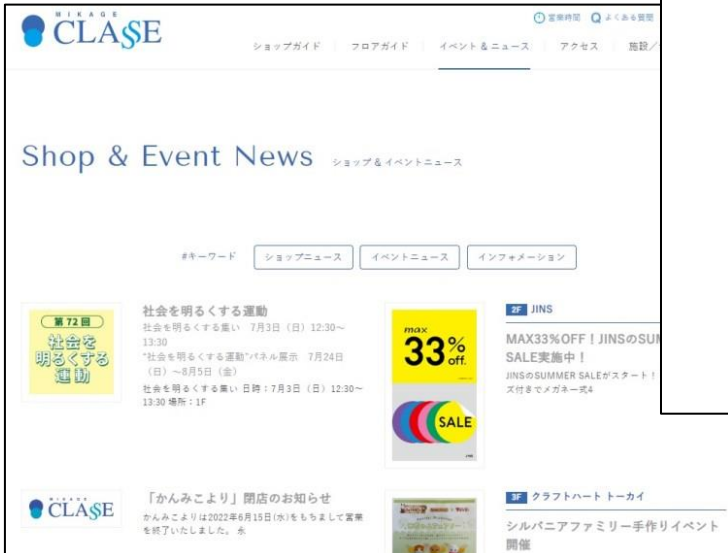 MIKAGE
CLASSE
営業時間 よくある質問
ショップガイド フロアガイド イベント&ニュース アクセス 施設/
Shop & Event News ショップ&イベントニュース
#キーワード ショップニュース イベントニュース インフォメーション
第72回
社会を
明るくする
運動
社会を明るくする運動
社会を明るくする集い 7月3日(日)12:30~
13:30
"社会を明るくする運動"パネル展示 7月24日
(日)~8月5日(金)
社会を明るくする集い 日時:7月3日(日)12:30~
13:30 場所:1F
max
33%
off.
SALE
2F JINS
MAX33%OFF!JINSのSUM
SALE実施中!
JINSのSUMMER SALEがスタート!
ズ付きでメガネ一式4
MIKAGE
CLASSE
「かんみこより」閉店のお知らせ
かんみこよりは2022年6月15日(水)をもちまして営業
を終了いたしました。 永
3F クラフトハート トーカイ
シルバニアファミリー手作りイベント
開催